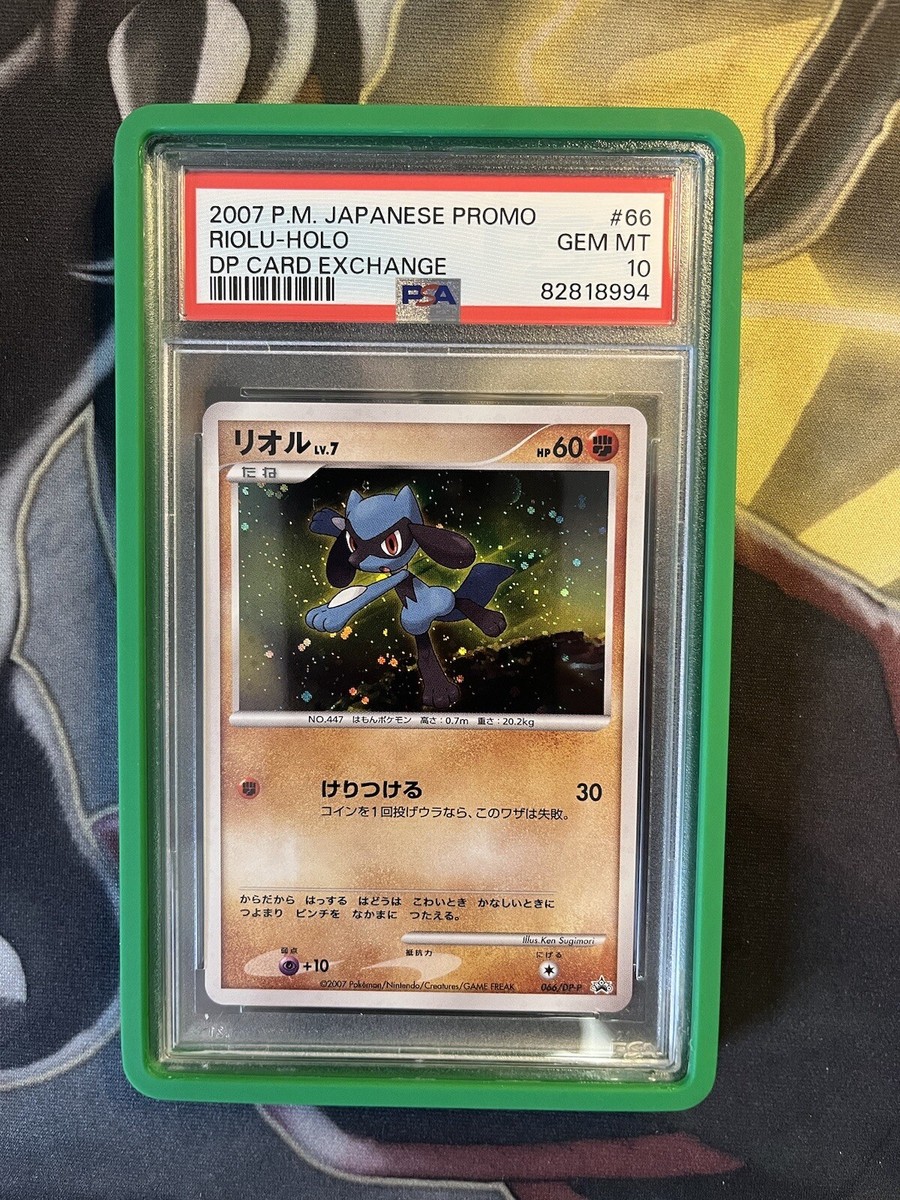 2007 P.M. JAPANESE PROMO #66
RIOLU-HOLO GEM MT
DP CARD EXCHANGE 10
PSA 82818994
リオル LV.7 HP 60
たね
NO.447 はもんポケモン 高さ:0.7m 重さ:20.2kg
けりつける 30
コインを1回投げウラなら、このワザは失敗。
からだから はっする はどうは こわいとき かなしいときに
つよまり ピンチを なかまに つたえる。
Illus.Ken Sugimori
弱点 抵抗力 にげる
+10
©2007 Pokémon/Nintendo/Creatures/GAME FREAK 066/DP-P
PSA